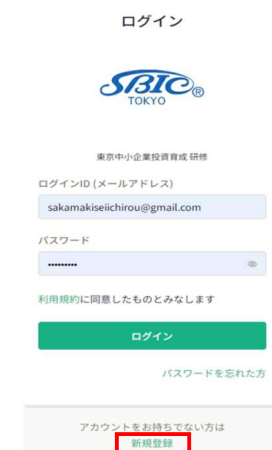 ログイン
SBIC®
TOKYO
東京中小企業投資育成 研修
ログインID (メールアドレス)
sakamakiseiichirou@gmail.com
パスワード
•••••••••
利用規約に同意したものとみなします
ログイン
パスワードを忘れた方
アカウントをお持ちでない方は
新規登録